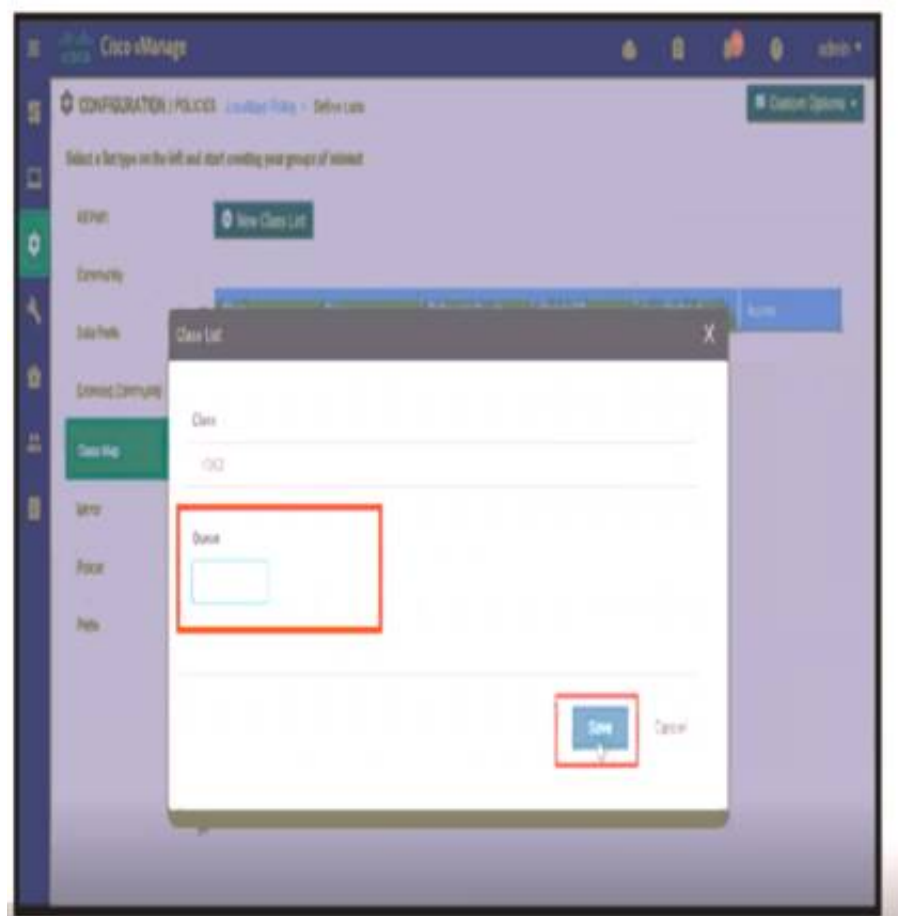 Cisco vManage
admin
CONFIGURATION | POLICIES Localized Policy > Define Lists
Custom Options
Select a list type on the left and start creating your groups of interest
AS Path
New Class List
Community
Data Prefix
Extended Community
Class Map
Mirror
Policer
Prefix
Action
Class List
X
Class
VOICE
Queue
Save
Cancel